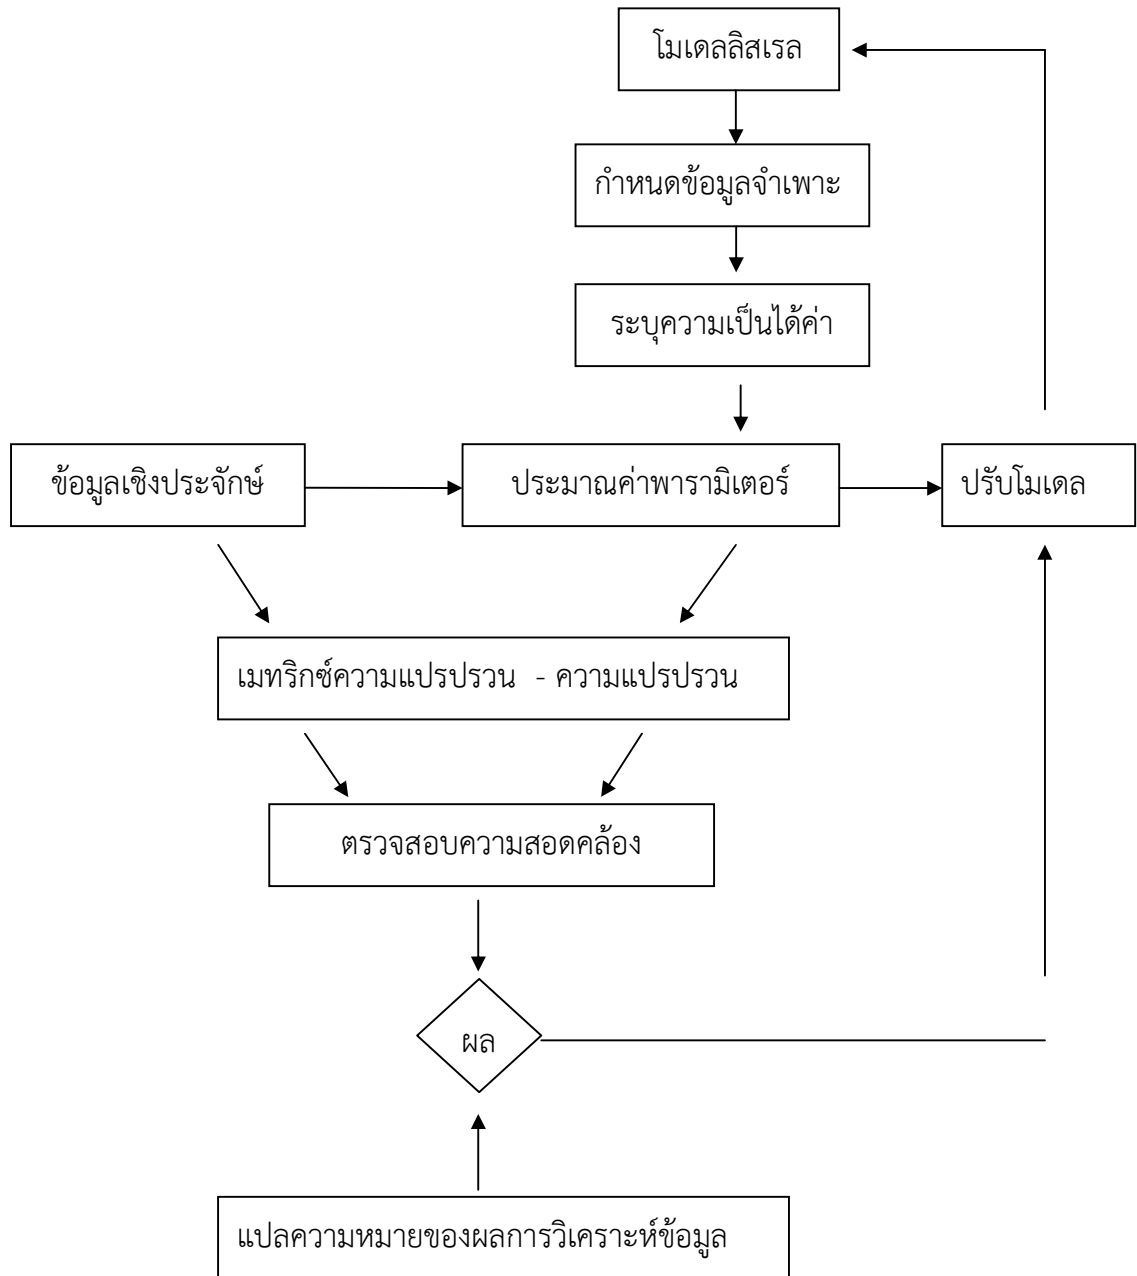 โมเดลลิสเรล
กำหนดข้อมูลจำเพาะ
ระบุความเป็นได้ค่า
ข้อมูลเชิงประจักษ์
ประมาณค่าพารามิเตอร์
ปรับโมเดล
เมทริกซ์ความแปรปรวน - ความแปรปรวน
ตรวจสอบความสอดคล้อง
ผล
แปลความหมายของผลการวิเคราะห์ข้อมูล